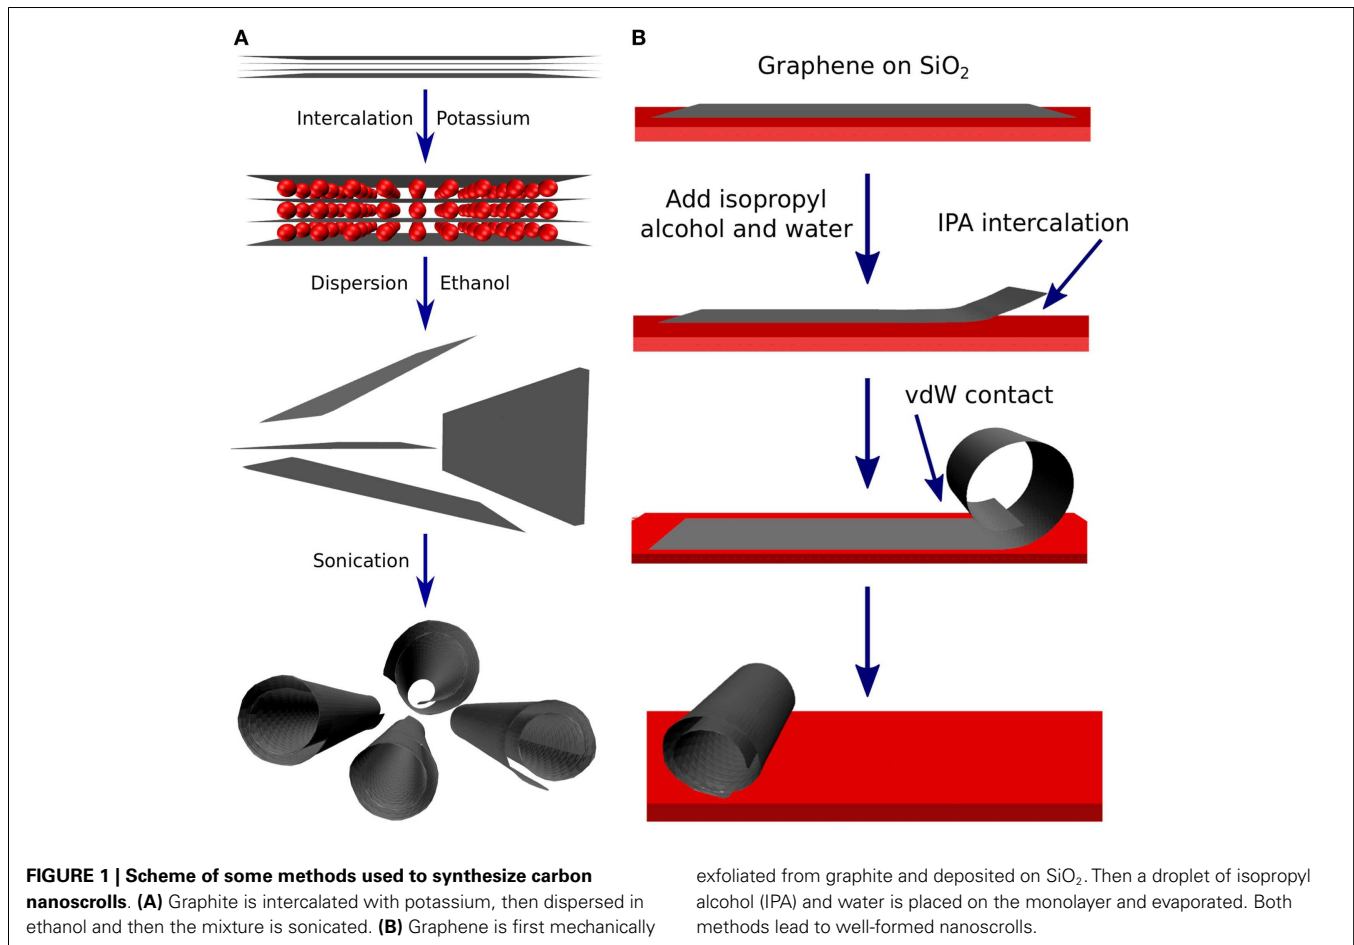 A
Intercalation Potassium
Dispersion Ethanol
Sonication
B
Graphene on SiO₂
Add isopropyl
alcohol and water
IPA intercalation
vdW contact
FIGURE 1 | Scheme of some methods used to synthesize carbon
nanoscrolls. (A) Graphite is intercalated with potassium, then dispersed in
ethanol and then the mixture is sonicated. (B) Graphene is first mechanically
exfoliated from graphite and deposited on SiO₂. Then a droplet of isopropyl
alcohol (IPA) and water is placed on the monolayer and evaporated. Both
methods lead to well-formed nanoscrolls.